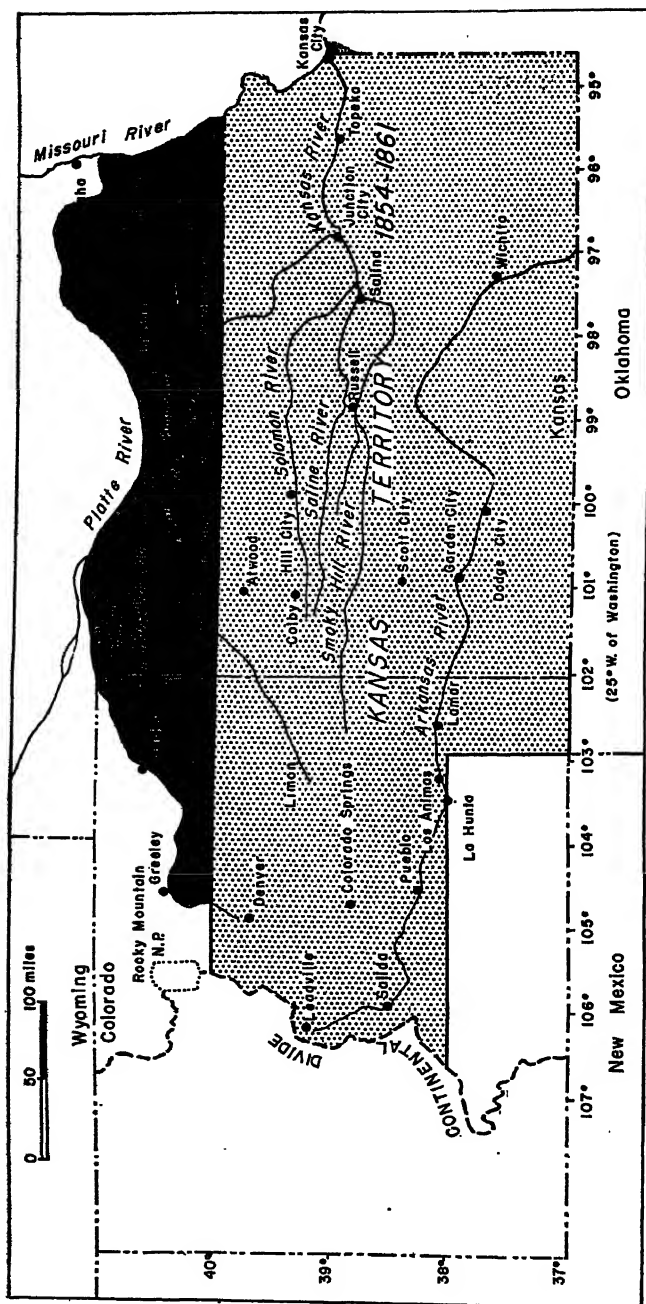 0 50 100 miles
Wyoming
Colorado
Rocky Mountain
N.P.
Greeley
Platte River
Missouri River
ha
Kansas
City
Denver
Leadville
Salida
Colorado Springs
Pueblo
Limon
Las Animas
La Hunta
Lamar
Arkansas River
Atwood
Colby
Hill City
Solomon River
Saline River
Smoky Hill River
Russell
Salina
Junction
City
Kansas River
Topeka
KANSAS TERRITORY 1854-1861
Scott City
Garden City
Dodge City
Wichita
Kansas
Oklahoma
New Mexico
CONTINENTAL DIVIDE
40°
39°
38°
37°
107° 106° 105° 104° 103° 102° 101° 100° 99° 98° 97° 98° 95°
(25° W. of Washington)